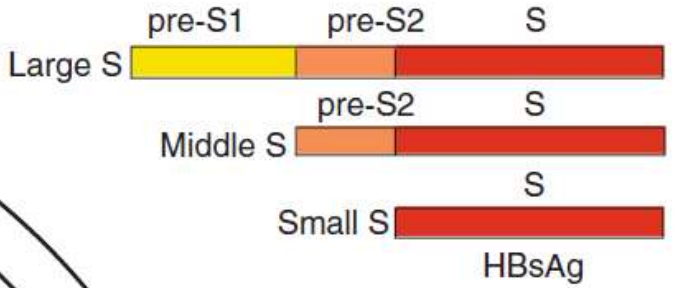 pre-S1 pre-S2 S
Large S
pre-S2 S
Middle S
S
Small S
HBsAg